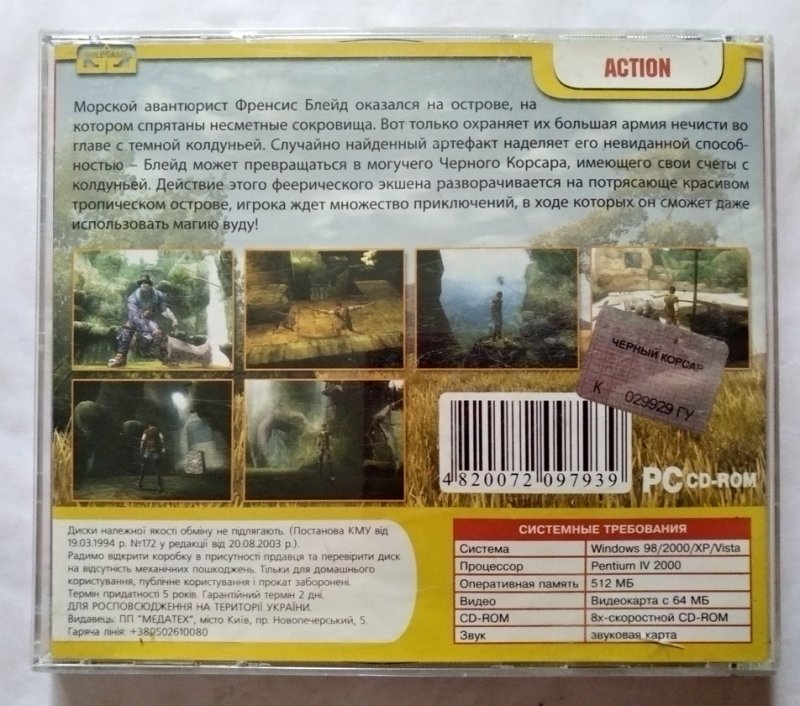 ACTION
Морской авантюрист Френсис Блейд оказался на острове, на
котором спрятаны несметные сокровища. Вот только охраняет их большая армия нечисти во
главе с темной колдуньей. Случайно найденный артефакт наделяет его невиданной способ-
ностью – Блейд может превращаться в могучего Черного Корсара, имеющего свои счеты с
колдуньей. Действие этого феерического экшена разворачивается на потрясающе красивом
тропическом острове, игрока ждет множество приключений, в ходе которых он сможет даже
использовать магию вуду!
ЧЕРНЫЙ КОРСАР
К 029929 ГУ
4820072 097939
PC CD-ROM
Диски належної якості обміну не підлягають. (Постанова КМУ від
19.03.1994 р. №172 у редакції від 20.08.2003 р.).
Радимо відкрити коробку в присутності прдавця та перевірити диск
на відсутність механічних пошкоджень. Тільки для домашнього
користування, публічне користування і прокат заборонені.
Термін придатності 5 років. Гарантійний термін 2 дні.
ДЛЯ РОСПОВСЮДЖЕННЯ НА ТЕРИТОРІЇ УКРАЇНИ.
Видавець: ПП "МЕДАТЕХ", місто Київ, пр. Новопечерський, 5.
Гаряча лінія: +380502610080
СИСТЕМНЫЕ ТРЕБОВАНИЯ
Система Windows 98/2000/XP/Vista
Процессор Pentium IV 2000
Оперативная память 512 МБ
Видео Видеокарта с 64 МБ
CD-ROM 8х-скоростной CD-ROM
Звук звуковая карта